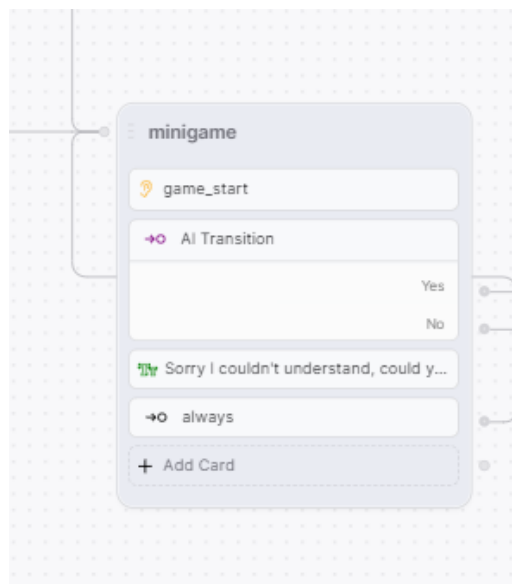 minigame
game_start
AI Transition
Yes
No
Sorry I couldn't understand, could y...
always
+ Add Card